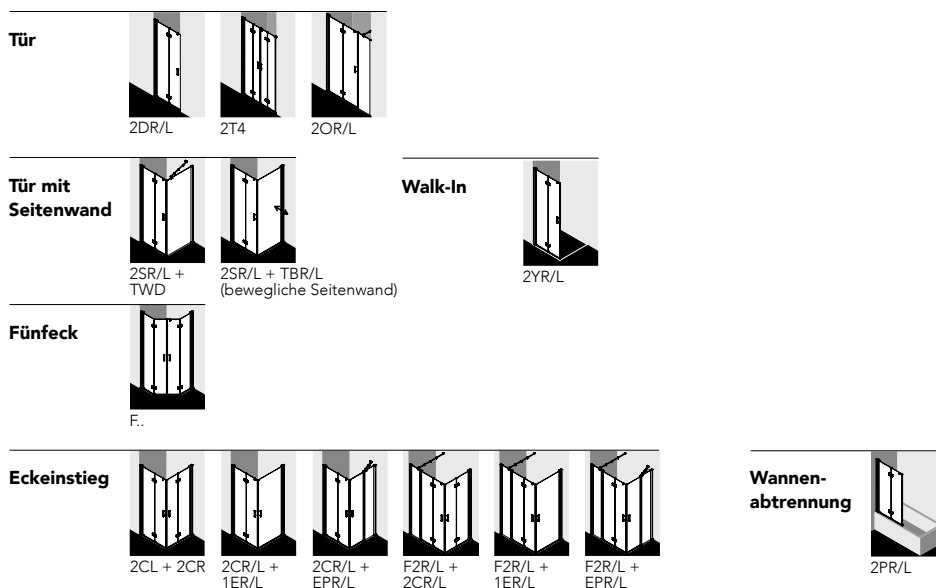 Tür
2DR/L
2T4
2OR/L
Tür mit
Seitenwand
2SR/L +
TWD
2SR/L + TBR/L
(bewegliche Seitenwand)
Walk-In
2YR/L
Fünfeck
F..
Eckeinstieg
2CL + 2CR
2CR/L +
1ER/L
2CR/L +
EPR/L
F2R/L +
2CR/L
F2R/L +
1ER/L
F2R/L +
EPR/L
Wannen-
abtrennung
2PR/L